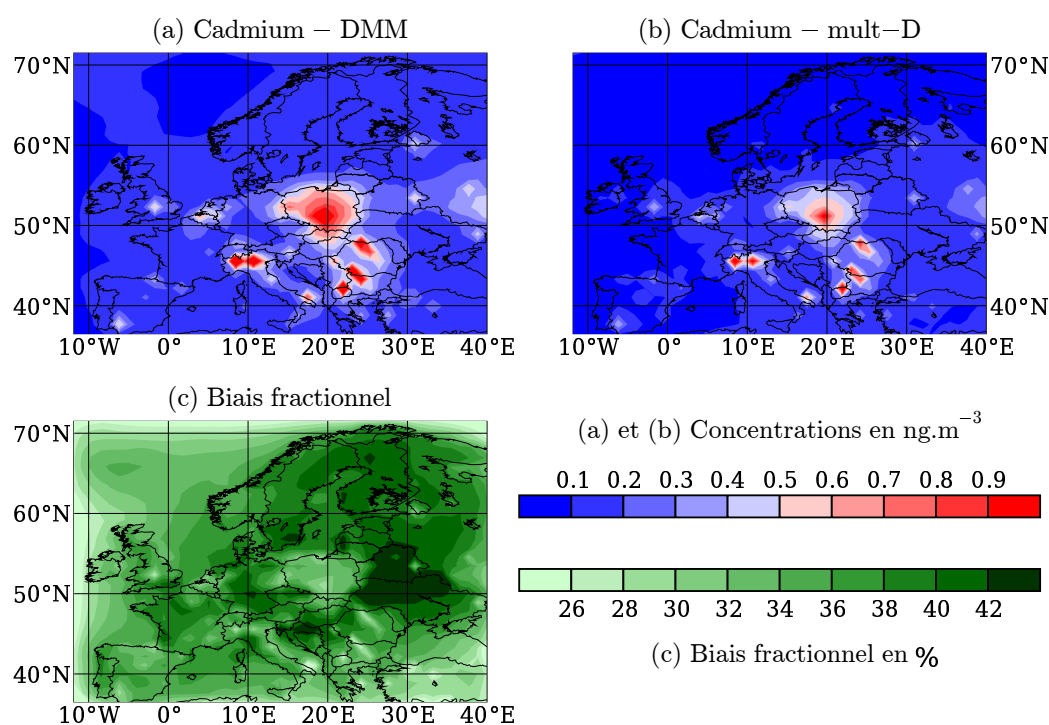 (a) Cadmium − DMM
(b) Cadmium − mult−D
70°N
60°N
50°N
40°N
10°W 0° 10°E 20°E 30°E 40°E
70°N
60°N
50°N
40°N
10°W 0° 10°E 20°E 30°E 40°E
(c) Biais fractionnel
70°N
60°N
50°N
40°N
10°W 0° 10°E 20°E 30°E 40°E
(a) et (b) Concentrations en ng.m⁻³
0.1 0.2 0.3 0.4 0.5 0.6 0.7 0.8 0.9
26 28 30 32 34 36 38 40 42
(c) Biais fractionnel en %